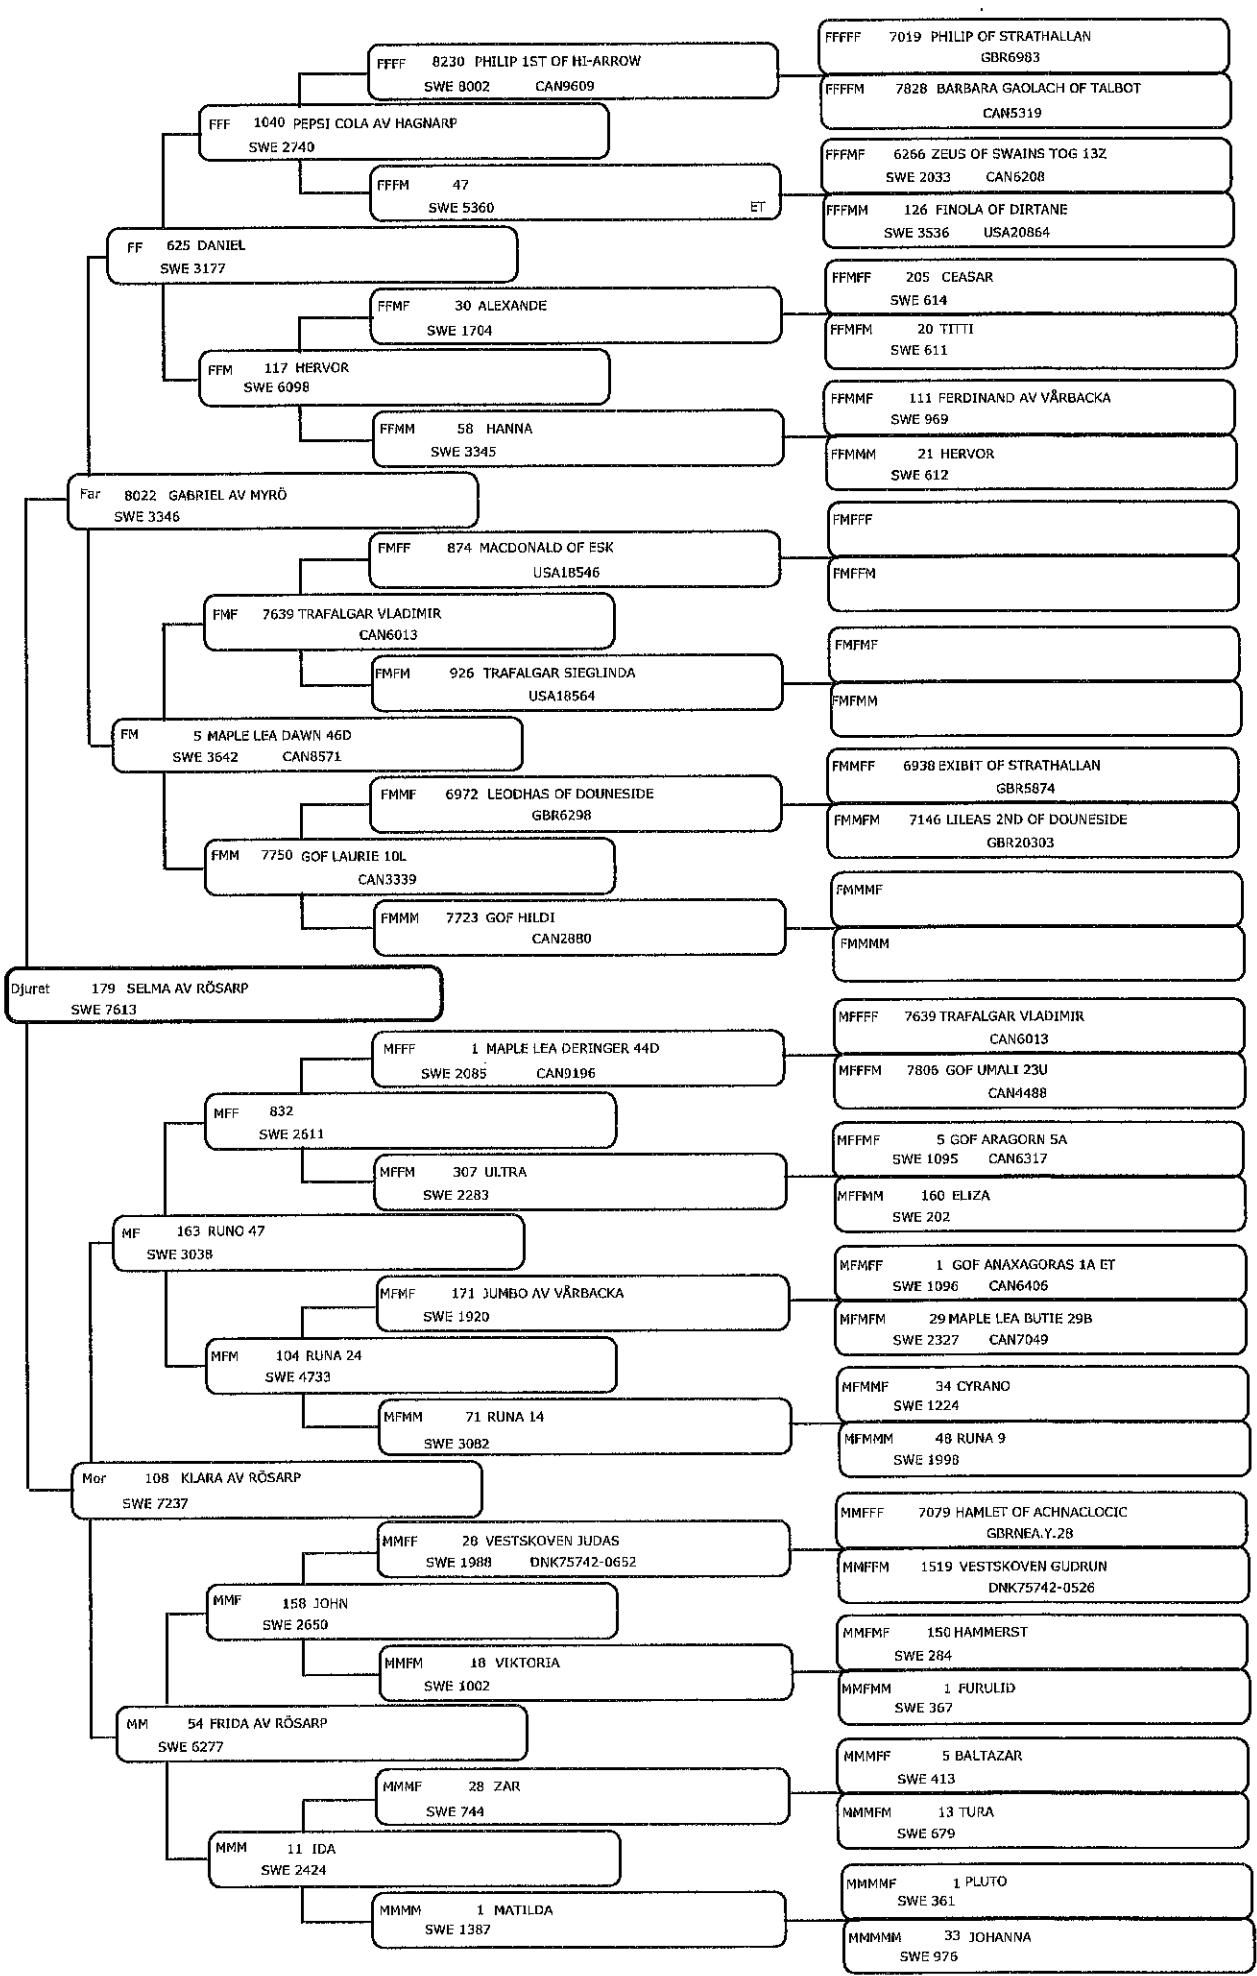 FFFFF 7019 PHILIP OF STRATHALLAN
GBR6983
FFFF 8230 PHILIP 1ST OF HI-ARROW
SWE 8002 CAN9609
FFFFM 7828 BARBARA GAOLACH OF TALBOT
CAN5319
FFF 1040 PEPSI COLA AV HAGNARP
SWE 2740
FFFMF 6266 ZEUS OF SWAINS TOG 13Z
SWE 2033 CAN6208
FFFM 47
SWE 5360 ET
FFFMM 126 FINOLA OF DIRTANE
SWE 3536 USA20864
FF 625 DANIEL
SWE 3177
FFMFF 205 CEASAR
SWE 614
FFMF 30 ALEXANDE
SWE 1704
FFMFM 20 TITTI
SWE 611
FFM 117 HERVOR
SWE 6098
FFMMF 111 FERDINAND AV VÅRBACKA
SWE 969
FFMM 58 HANNA
SWE 3345
FFMMM 21 HERVOR
SWE 612
Far 8022 GABRIEL AV MYRÖ
SWE 3346
FMFFF
FMFF 874 MACDONALD OF ESK
USA18546
FMFFM
FMF 7639 TRAFALGAR VLADIMIR
CAN6013
FMFMF
FMFM 926 TRAFALGAR SIEGLINDA
USA18564
FMFMM
FM 5 MAPLE LEA DAWN 46D
SWE 3642 CAN8571
FMMFF 6938 EXIBIT OF STRATHALLAN
GBR5874
FMMF 6972 LEODHAS OF DOUNESIDE
GBR6298
FMMFM 7146 LILEAS 2ND OF DOUNESIDE
GBR20303
FMM 7750 GOF LAURIE 10L
CAN3339
FMMMF
FMMM 7723 GOF HILDI
CAN2880
FMMMM
Djuret 179 SELMA AV RÖSARP
SWE 7613
MFFFF 7639 TRAFALGAR VLADIMIR
CAN6013
MFFF 1 MAPLE LEA DERINGER 44D
SWE 2085 CAN9196
MFFFM 7806 GOF UMALI 23U
CAN4488
MFF 832
SWE 2611
MFFMF 5 GOF ARAGORN 5A
SWE 1095 CAN6317
MFFM 307 ULTRA
SWE 2283
MFFMM 160 ELIZA
SWE 202
MF 163 RUNO 47
SWE 3038
MFMFF 1 GOF ANAXAGORAS 1A ET
SWE 1096 CAN6406
MFMF 171 JUMBO AV VÅRBACKA
SWE 1920
MFMFM 29 MAPLE LEA BUTIE 29B
SWE 2327 CAN7049
MFM 104 RUNA 24
SWE 4733
MFMMF 34 CYRANO
SWE 1224
MFMM 71 RUNA 14
SWE 3082
MFMMM 48 RUNA 9
SWE 1998
Mor 108 KLARA AV RÖSARP
SWE 7237
MMFFF 7079 HAMLET OF ACHNACLOCIC
GBRNEA.Y.28
MMFF 28 VESTSKOVEN JUDAS
SWE 1988 DNK75742-0652
MMFFM 1519 VESTSKOVEN GUDRUN
DNK75742-0526
MMF 158 JOHN
SWE 2650
MMFMF 150 HAMMERST
SWE 284
MMFM 18 VIKTORIA
SWE 1002
MMFMM 1 FURULID
SWE 367
MM 54 FRIDA AV RÖSARP
SWE 6277
MMMFF 5 BALTAZAR
SWE 413
MMMF 28 ZAR
SWE 744
MMMFM 13 TURA
SWE 679
MMM 11 IDA
SWE 2424
MMMMF 1 PLUTO
SWE 361
MMMM 1 MATILDA
SWE 1387
MMMMM 33 JOHANNA
SWE 976